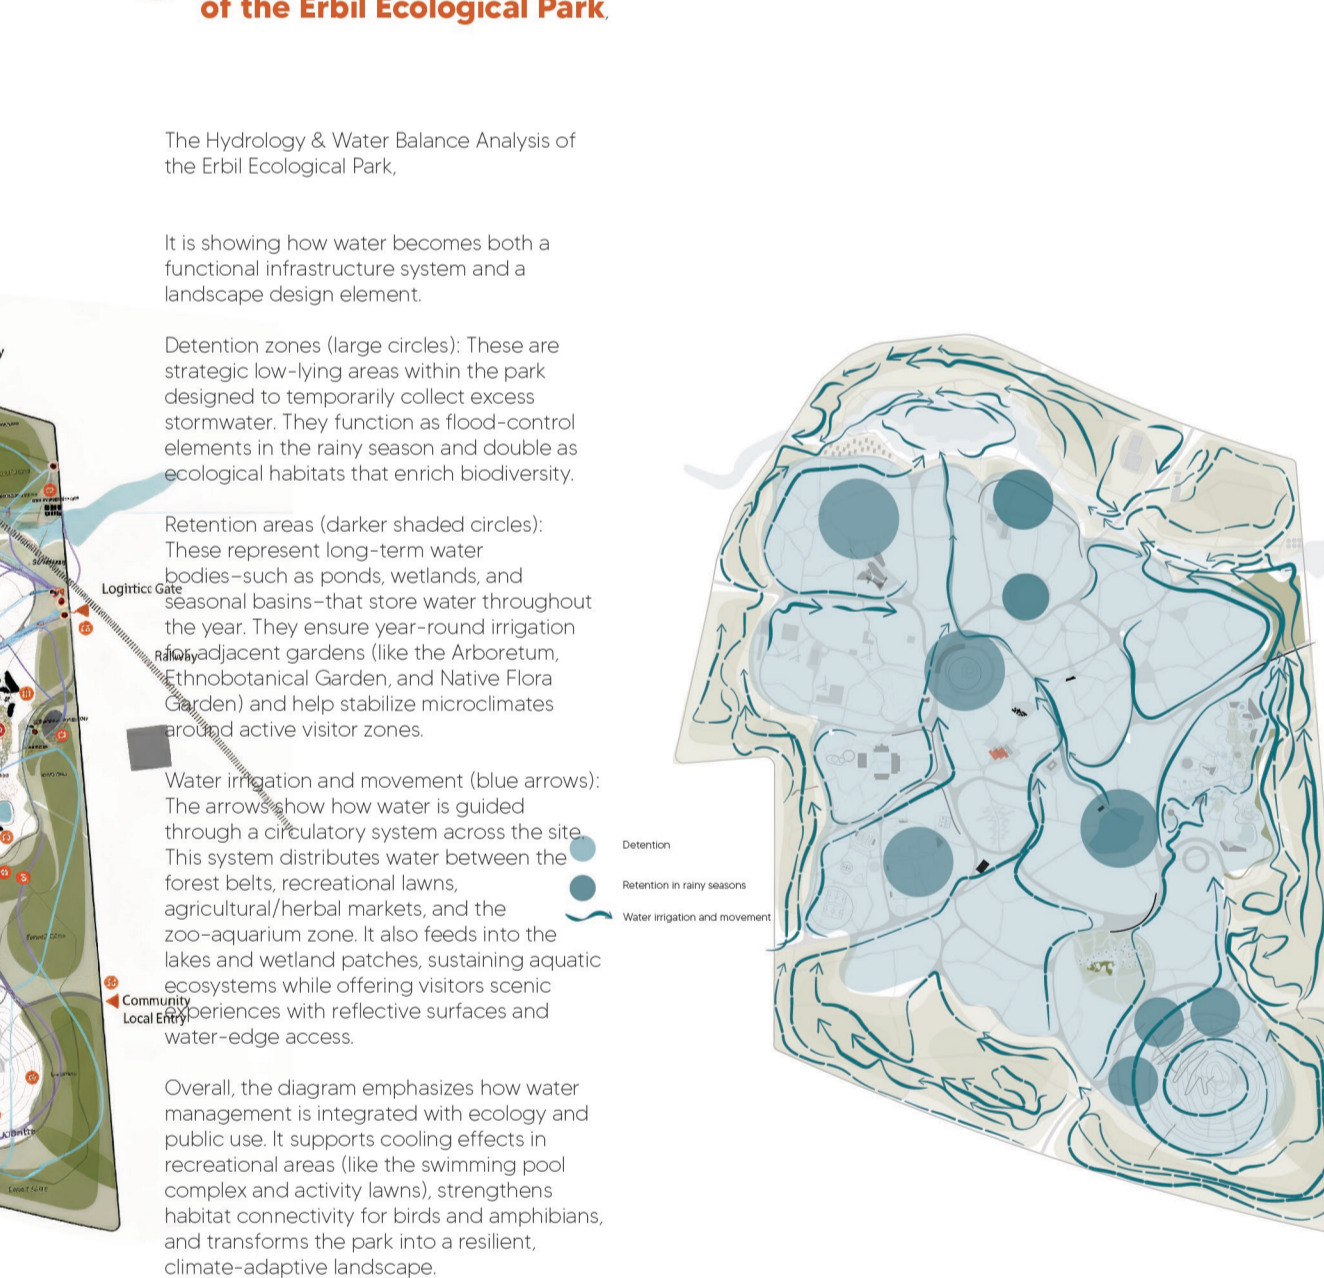 of the Erbil Ecological Park,
The Hydrology & Water Balance Analysis of
the Erbil Ecological Park,
It is showing how water becomes both a
functional infrastructure system and a
landscape design element.
Detention zones (large circles): These are
strategic low-lying areas within the park
designed to temporarily collect excess
stormwater. They function as flood-control
elements in the rainy season and double as
ecological habitats that enrich biodiversity.
Retention areas (darker shaded circles):
These represent long-term water
bodies–such as ponds, wetlands, and
seasonal basins–that store water throughout
the year. They ensure year-round irrigation
for adjacent gardens (like the Arboretum,
Ethnobotanical Garden, and Native Flora
Garden) and help stabilize microclimates
around active visitor zones.
Water irrigation and movement (blue arrows):
The arrows show how water is guided
through a circulatory system across the site.
This system distributes water between the
forest belts, recreational lawns,
agricultural/herbal markets, and the
zoo-aquarium zone. It also feeds into the
lakes and wetland patches, sustaining aquatic
ecosystems while offering visitors scenic
experiences with reflective surfaces and
water-edge access.
Overall, the diagram emphasizes how water
management is integrated with ecology and
public use. It supports cooling effects in
recreational areas (like the swimming pool
complex and activity lawns), strengthens
habitat connectivity for birds and amphibians,
and transforms the park into a resilient,
climate-adaptive landscape.
Logiticc Gate
Railway
Community
Local Entry
Detention
Retention in rainy seasons
Water irrigation and movement